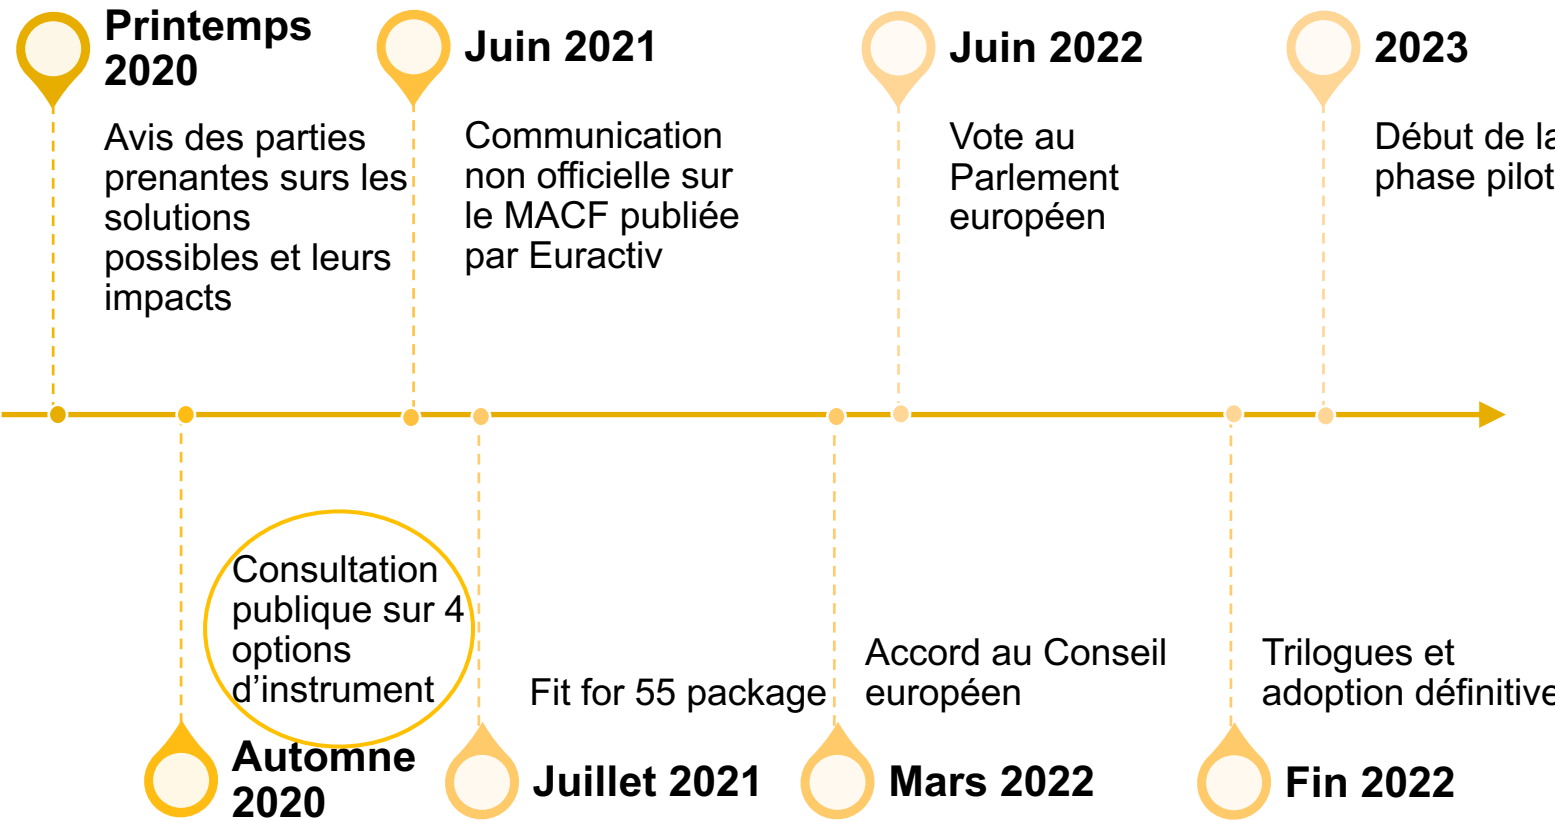 Printemps
2020
Avis des parties
prenantes surs les
solutions
possibles et leurs
impacts
Juin 2021
Communication
non officielle sur
le MACF publiée
par Euractiv
Juin 2022
Vote au
Parlement
européen
2023
Début de la
phase pilot
Consultation
publique sur 4
options
d’instrument
Automne
2020
Fit for 55 package
Juillet 2021
Accord au Conseil
européen
Mars 2022
Trilogues et
adoption définitive
Fin 2022